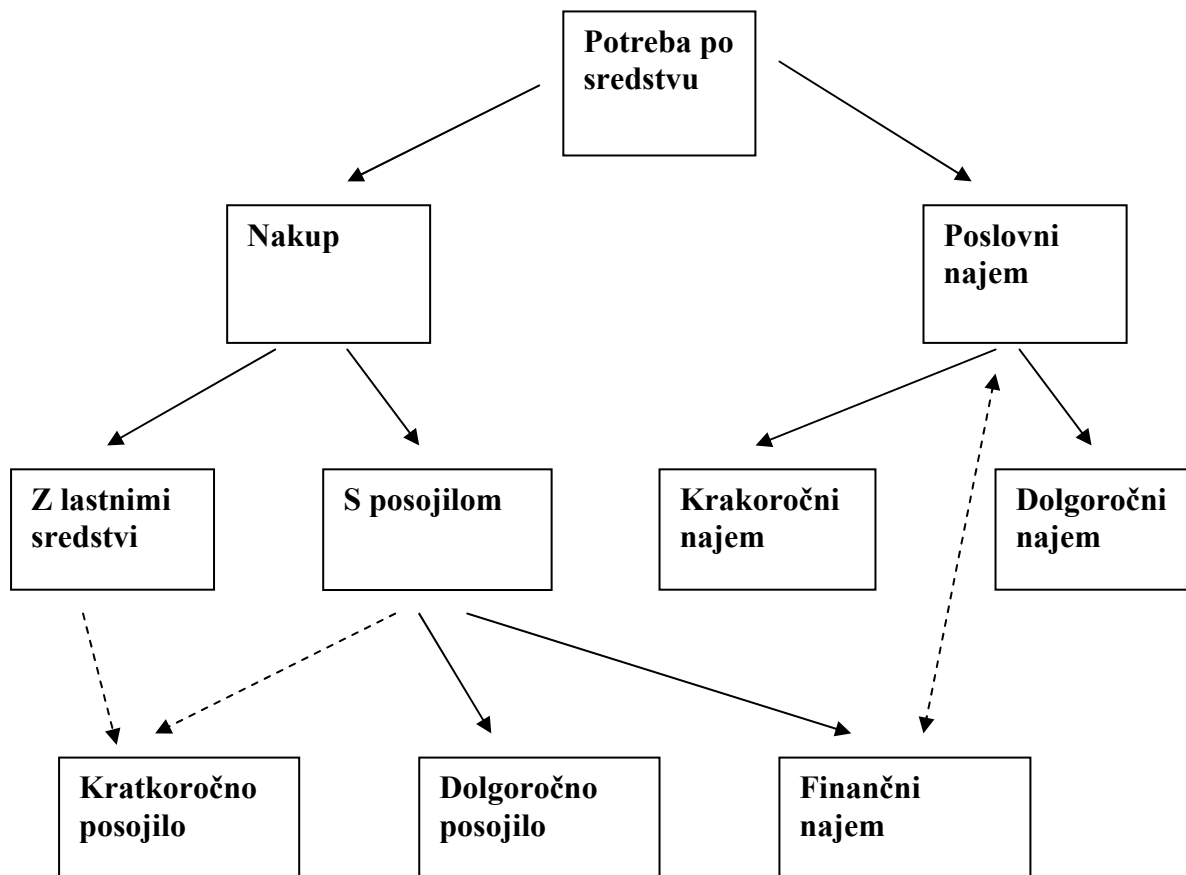 Potreba po
sredstvu
Nakup
Poslovni
najem
Z lastnimi
sredstvi
S posojilom
Krakoročni
najem
Dolgoročni
najem
Kratkoročno
posojilo
Dolgoročno
posojilo
Finančni
najem